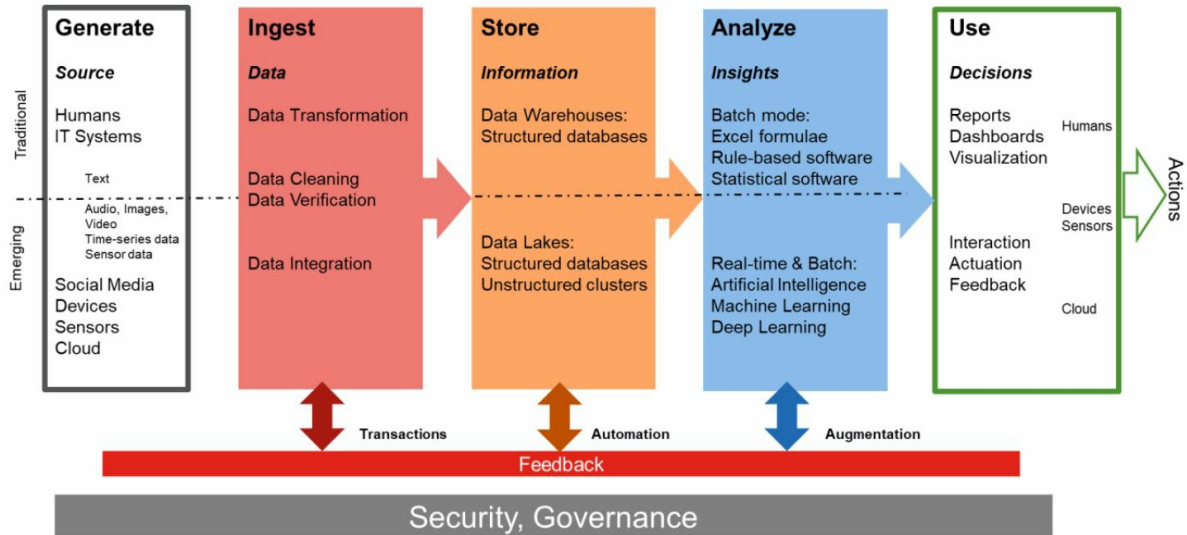 Generate
Source
Humans
IT Systems
Text
Audio, Images,
Video
Time-series data
Sensor data
Social Media
Devices
Sensors
Cloud
Traditional
Emerging
Ingest
Data
Data Transformation
Data Cleaning
Data Verification
Data Integration
Store
Information
Data Warehouses:
Structured databases
Data Lakes:
Structured databases
Unstructured clusters
Analyze
Insights
Batch mode:
Excel formulae
Rule-based software
Statistical software
Real-time & Batch:
Artificial Intelligence
Machine Learning
Deep Learning
Use
Decisions
Reports
Dashboards
Visualization
Interaction
Actuation
Feedback
Humans
Devices
Sensors
Cloud
Actions
Transactions
Automation
Augmentation
Feedback
Security, Governance